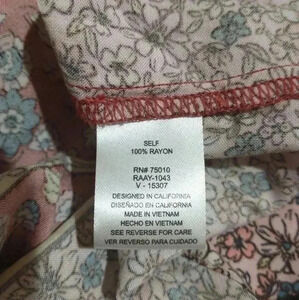 SELF
100% RAYON
RN# 75010
RAAY-1043
V - 15307
DESIGNED IN CALIFORNIA
DISEÑADO EN CALIFORNIA
MADE IN VIETNAM
HECHO EN VIETNAM
SEE REVERSE FOR CARE
VER REVERSO PARA CUIDADO